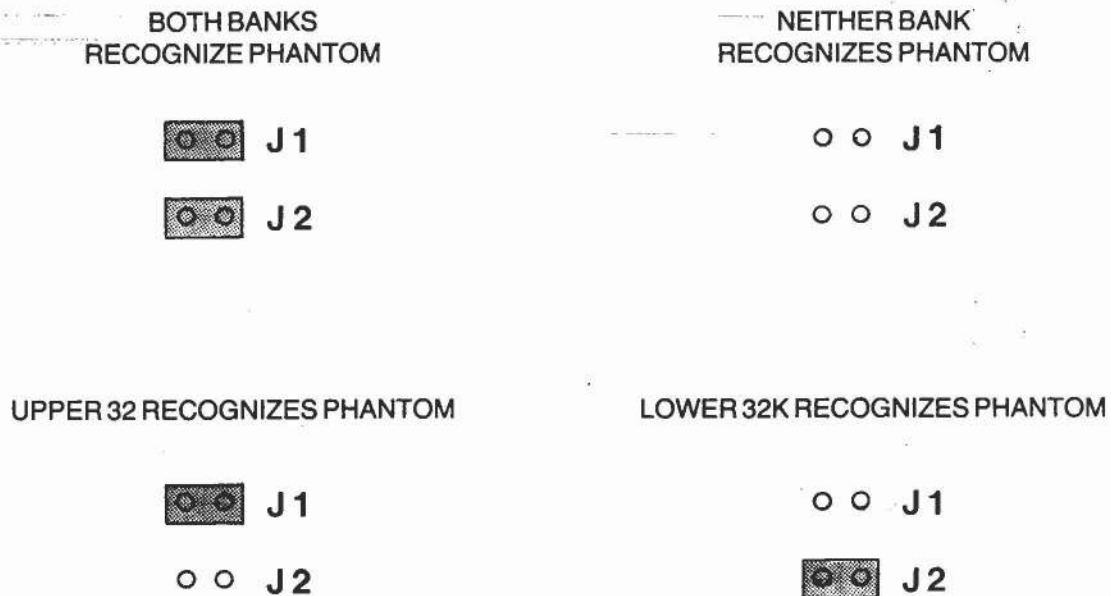 BOTH BANKS
RECOGNIZE PHANTOM
J1
J2
NEITHER BANK
RECOGNIZES PHANTOM
J1
J2
UPPER 32 RECOGNIZES PHANTOM
J1
J2
LOWER 32K RECOGNIZES PHANTOM
J1
J2